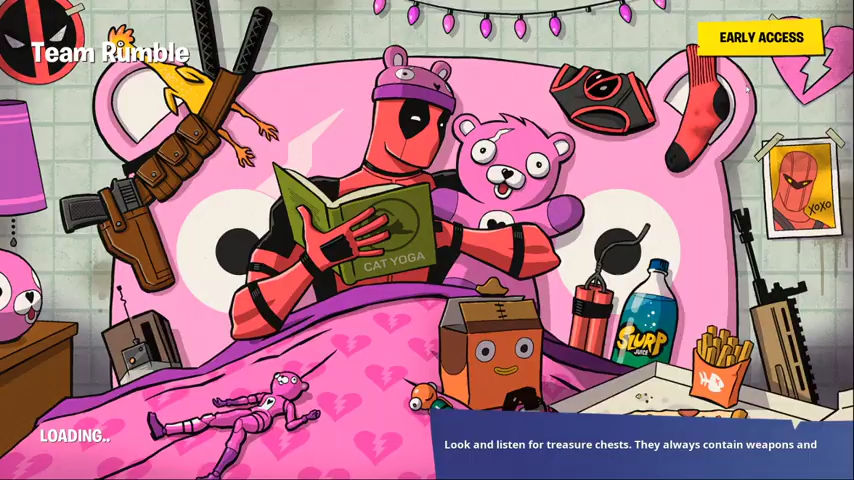 Team Rumble
EARLY ACCESS
XOXO
CAT YOGA
SLURP
JUICE
LOADING..
Look and listen for treasure chests. They always contain weapons and